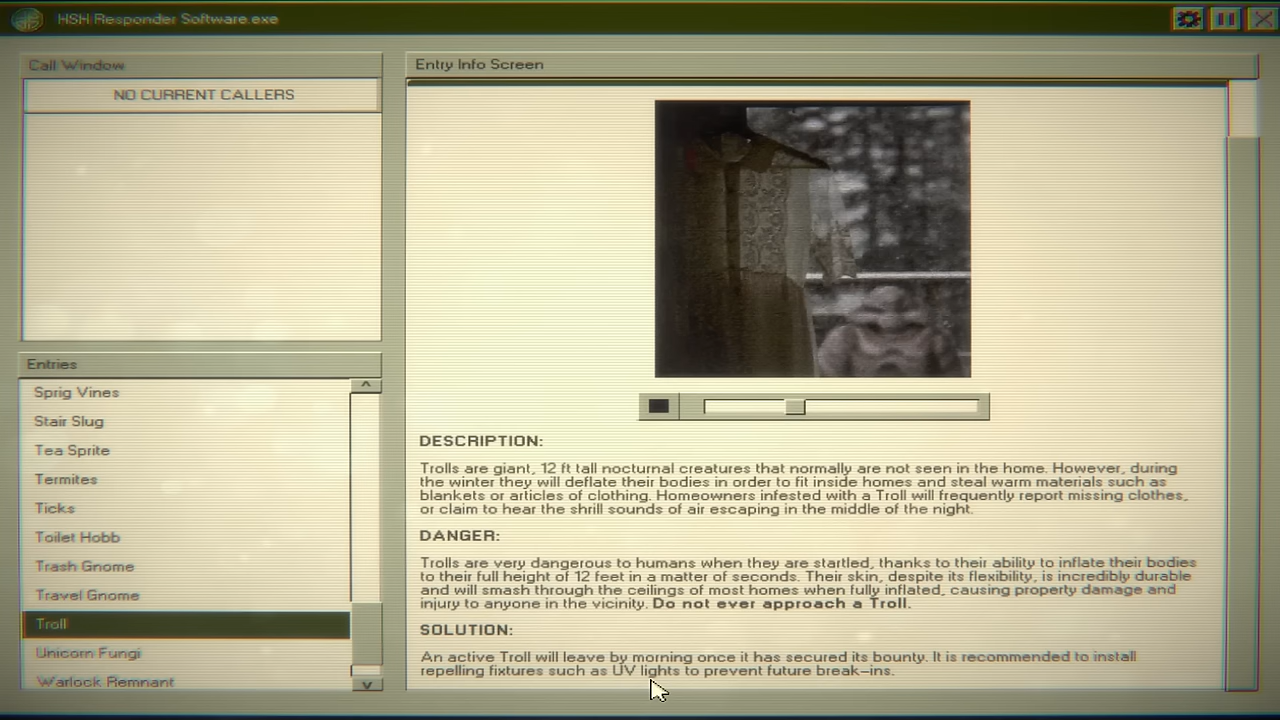 HSH Responder Software.exe
Call Window
NO CURRENT CALLERS
Entries
Sprig Vines
Stair Slug
Tea Sprite
Termites
Ticks
Toilet Hobb
Trash Gnome
Travel Gnome
Troll
Unicorn Fungi
Warlock Remnant
Entry Info Screen
DESCRIPTION:
Trolls are giant, 12 ft tall nocturnal creatures that normally are not seen in the home. However, during
the winter they will deflate their bodies in order to fit inside homes and steal warm materials such as
blankets or articles of clothing. Homeowners infested with a Troll will frequently report missing clothes,
or claim to hear the shrill sounds of air escaping in the middle of the night.
DANGER:
Trolls are very dangerous to humans when they are startled, thanks to their ability to inflate their bodies
to their full height of 12 feet in a matter of seconds. Their skin, despite its flexibility, is incredibly durable
and will smash through the ceilings of most homes when fully inflated, causing property damage and
injury to anyone in the vicinity. Do not ever approach a Troll.
SOLUTION:
An active Troll will leave by morning once it has secured its bounty. It is recommended to install
repelling fixtures such as UV lights to prevent future break-ins.